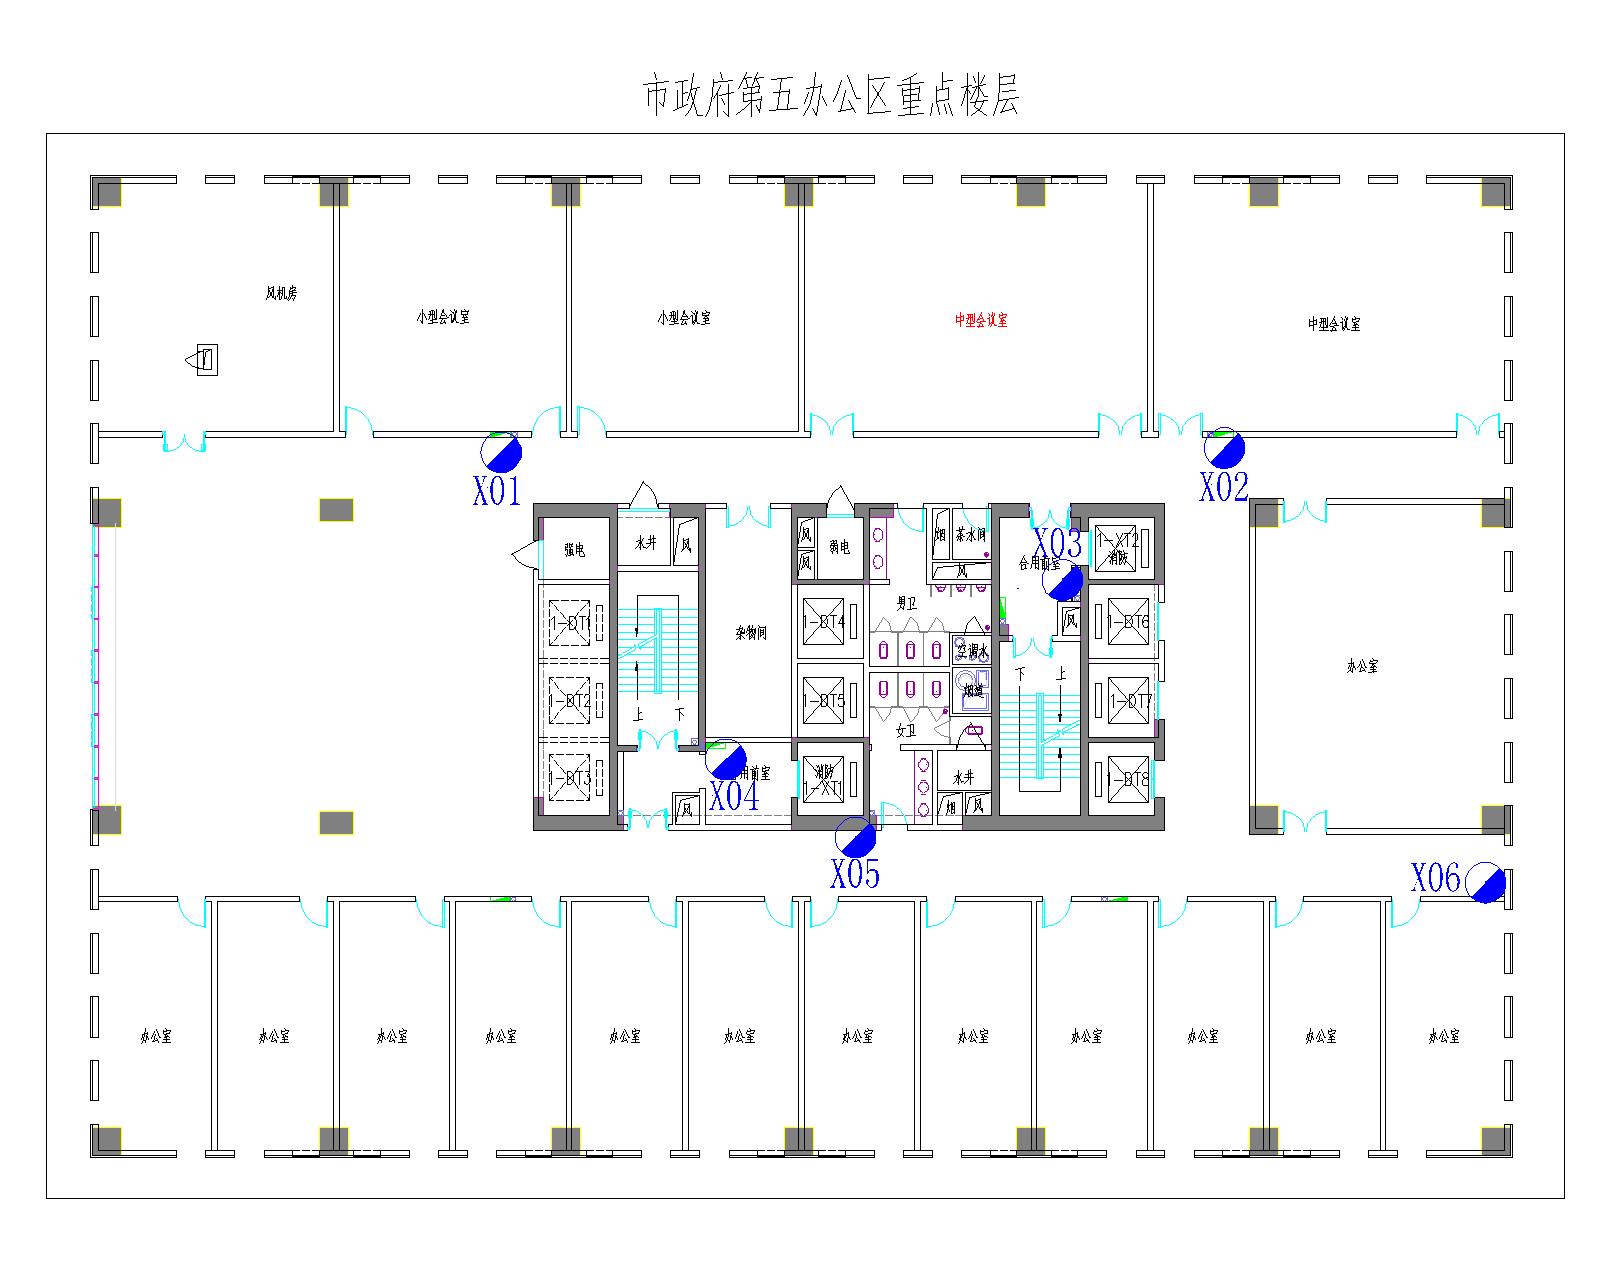 市政府第五办公区重点楼层
风机房
小型会议室
小型会议室
中型会议室
中型会议室
X01
X02
强电
水井
风
风
风
弱电
烟
茶水间
风
X03
合用前室
1-XT2
消防
男卫
杂物间
1-DT1
1-DT4
空调水
风
1-DT6
办公室
下
上
1-DT2
1-DT5
烟道
1-DT7
上
下
女卫
1-DT3
用前室
消防
1-XT1
水井
1-DT8
X04
风
烟
风
X05
X06
办公室
办公室
办公室
办公室
办公室
办公室
办公室
办公室
办公室
办公室
办公室
办公室